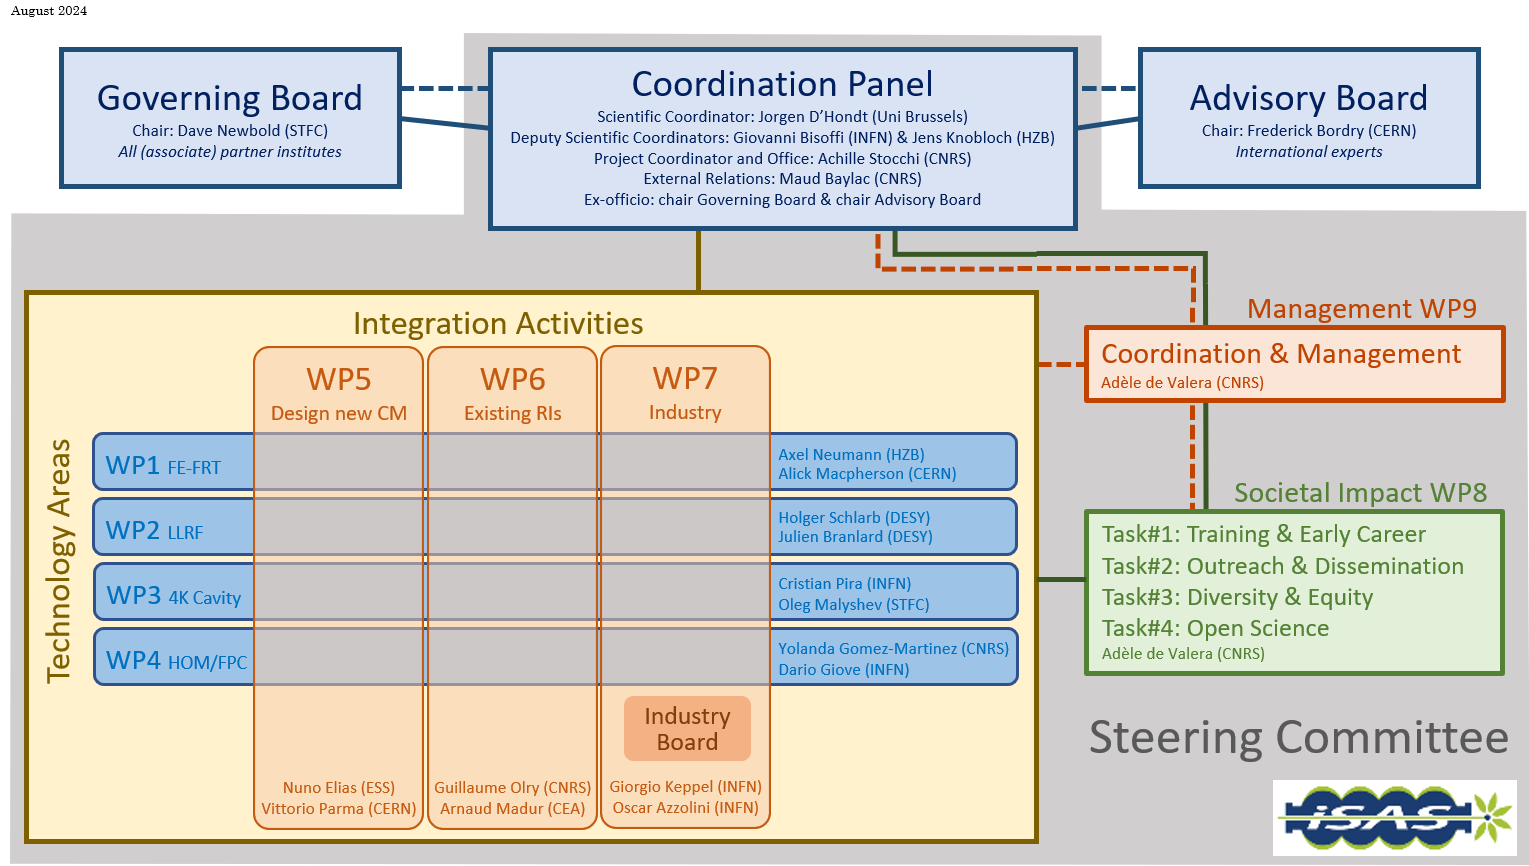 August 2024
Governing Board
Chair: Dave Newbold (STFC)
All (associate) partner institutes
Coordination Panel
Scientific Coordinator: Jorgen D’Hondt (Uni Brussels)
Deputy Scientific Coordinators: Giovanni Bisoffi (INFN) & Jens Knobloch (HZB)
Project Coordinator and Office: Achille Stocchi (CNRS)
External Relations: Maud Baylac (CNRS)
Ex-officio: chair Governing Board & chair Advisory Board
Advisory Board
Chair: Frederick Bordry (CERN)
International experts
Integration Activities
WP5
Design new CM
WP6
Existing RIs
WP7
Industry
Technology Areas
WP1 FE-FRT
Axel Neumann (HZB)
Alick Macpherson (CERN)
WP2 LLRF
Holger Schlarb (DESY)
Julien Branlard (DESY)
WP3 4K Cavity
Cristian Pira (INFN)
Oleg Malyshev (STFC)
WP4 HOM/FPC
Yolanda Gomez-Martinez (CNRS)
Dario Giove (INFN)
Industry
Board
Nuno Elias (ESS)
Vittorio Parma (CERN)
Guillaume Olry (CNRS)
Arnaud Madur (CEA)
Giorgio Keppel (INFN)
Oscar Azzolini (INFN)
Management WP9
Coordination & Management
Adèle de Valera (CNRS)
Societal Impact WP8
Task#1: Training & Early Career
Task#2: Outreach & Dissemination
Task#3: Diversity & Equity
Task#4: Open Science
Adèle de Valera (CNRS)
Steering Committee
iSAS